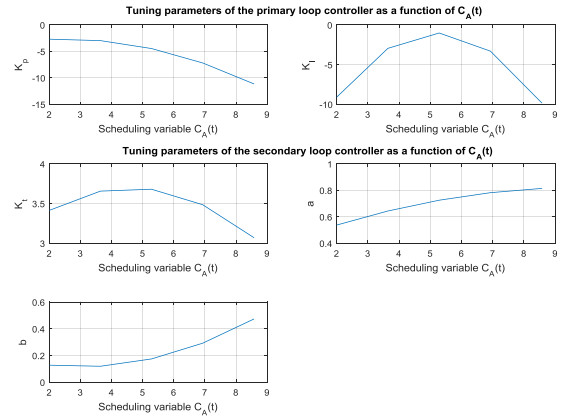 Tuning parameters of the primary loop controller as a function of C_A(t)
0
-5
-10
-15
K_p
2 3 4 5 6 7 8 9
Scheduling variable C_A(t)
0
-5
-10
K_I
2 3 4 5 6 7 8 9
Scheduling variable C_A(t)
Tuning parameters of the secondary loop controller as a function of C_A(t)
4
3.5
3
K_t
2 3 4 5 6 7 8 9
Scheduling variable C_A(t)
1
0.8
0.6
0.4
a
2 3 4 5 6 7 8 9
Scheduling variable C_A(t)
0.6
0.4
0.2
0
b
2 3 4 5 6 7 8 9
Scheduling variable C_A(t)